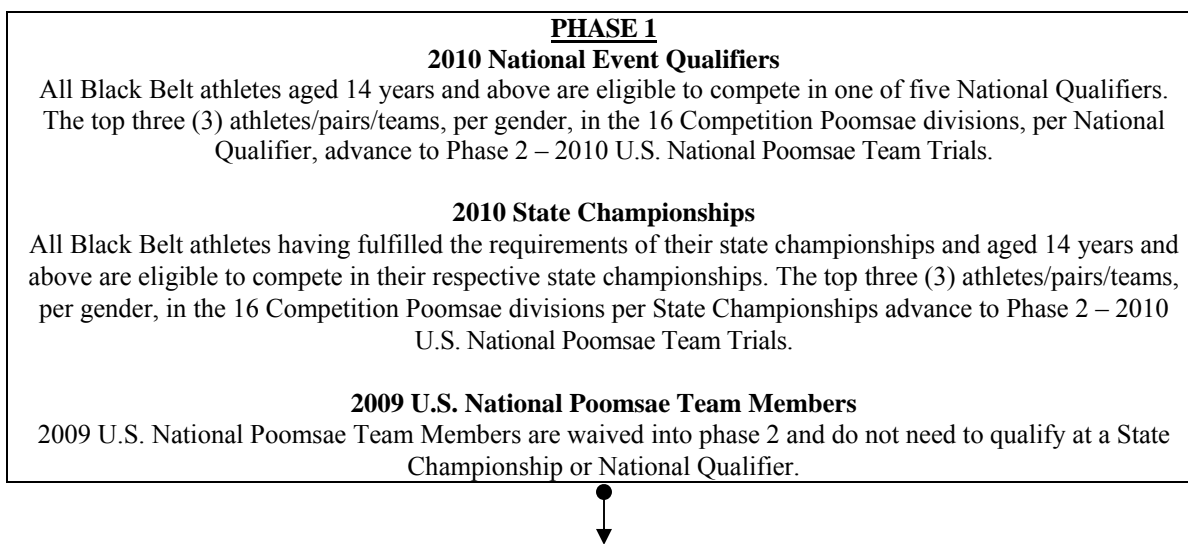 PHASE 1
2010 National Event Qualifiers
All Black Belt athletes aged 14 years and above are eligible to compete in one of five National Qualifiers.
The top three (3) athletes/pairs/teams, per gender, in the 16 Competition Poomsae divisions, per National
Qualifier, advance to Phase 2 – 2010 U.S. National Poomsae Team Trials.
2010 State Championships
All Black Belt athletes having fulfilled the requirements of their state championships and aged 14 years and
above are eligible to compete in their respective state championships. The top three (3) athletes/pairs/teams,
per gender, in the 16 Competition Poomsae divisions per State Championships advance to Phase 2 – 2010
U.S. National Poomsae Team Trials.
2009 U.S. National Poomsae Team Members
2009 U.S. National Poomsae Team Members are waived into phase 2 and do not need to qualify at a State
Championship or National Qualifier.